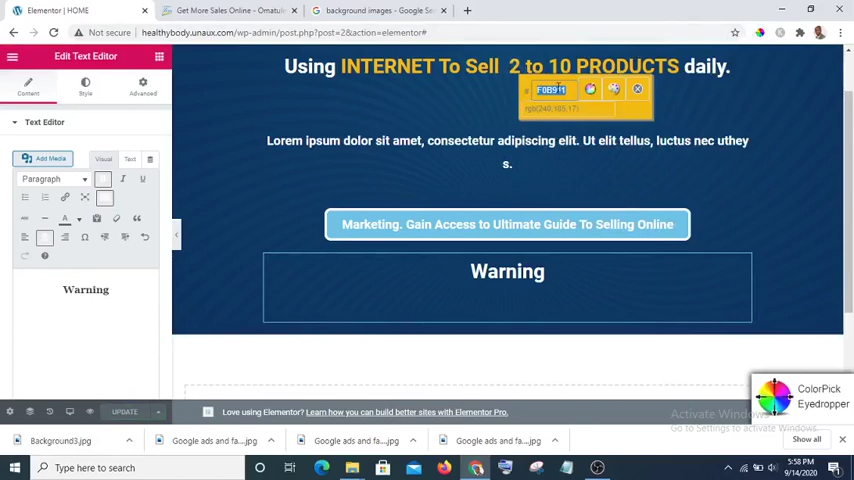 Elementor | HOME
Get More Sales Online - Omatul
background images - Google Se
healthybody.unaux.com/wp-admin/post.php?post=2&action=elementor#
Edit Text Editor
Content
Style
Advanced
Text Editor
Add Media
Visual
Text
Paragraph
Warning
UPDATE
Using INTERNET To Sell 2 to 10 PRODUCTS daily.
F0B911
Lorem ipsum dolor sit amet, consectetur adipiscing elit. Ut elit tellus, luctus nec uthey
s.
Marketing. Gain Access to Ultimate Guide To Selling Online
Warning
Love using Elementor? Learn how you can build better sites with Elementor Pro.
ColorPick
Eyedropper
Activate Windows
Go to Settings to activate Windows.
Background3.jpg
Google ads and fa....jpg
Google ads and fa....jpg
Google ads and fa....jpg
Show all
Type here to search
5:58 PM
9/14/2020